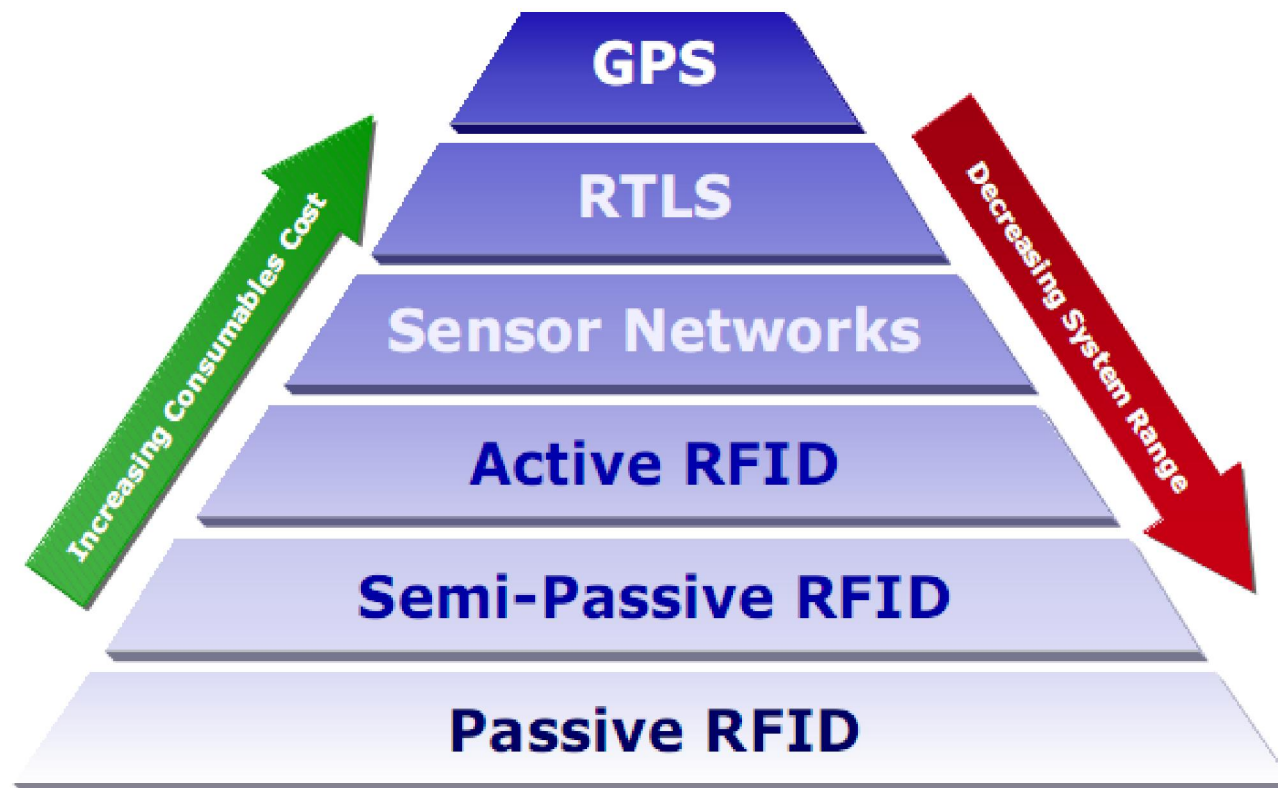 GPS
RTLS
Sensor Networks
Active RFID
Semi-Passive RFID
Passive RFID
Increasing Consumables Cost
Decreasing System Range